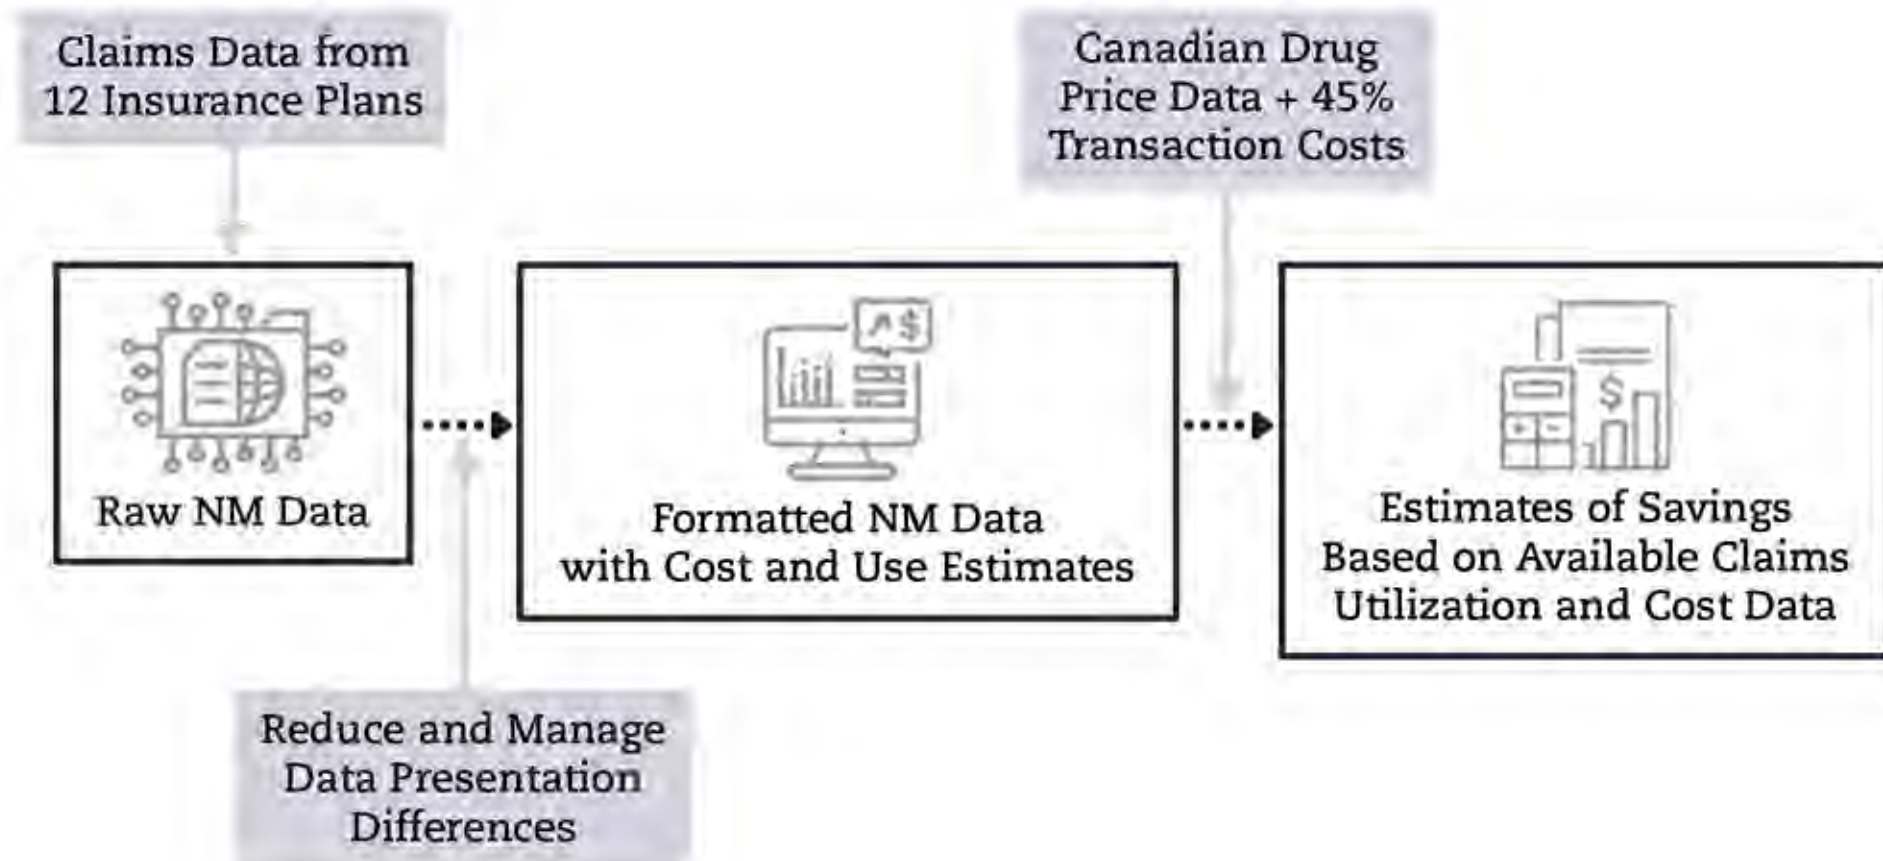 Claims Data from
12 Insurance Plans
Canadian Drug
Price Data + 45%
Transaction Costs
Raw NM Data
$
Formatted NM Data
with Cost and Use Estimates
$
+ -
Estimates of Savings
Based on Available Claims
Utilization and Cost Data
Reduce and Manage
Data Presentation
Differences